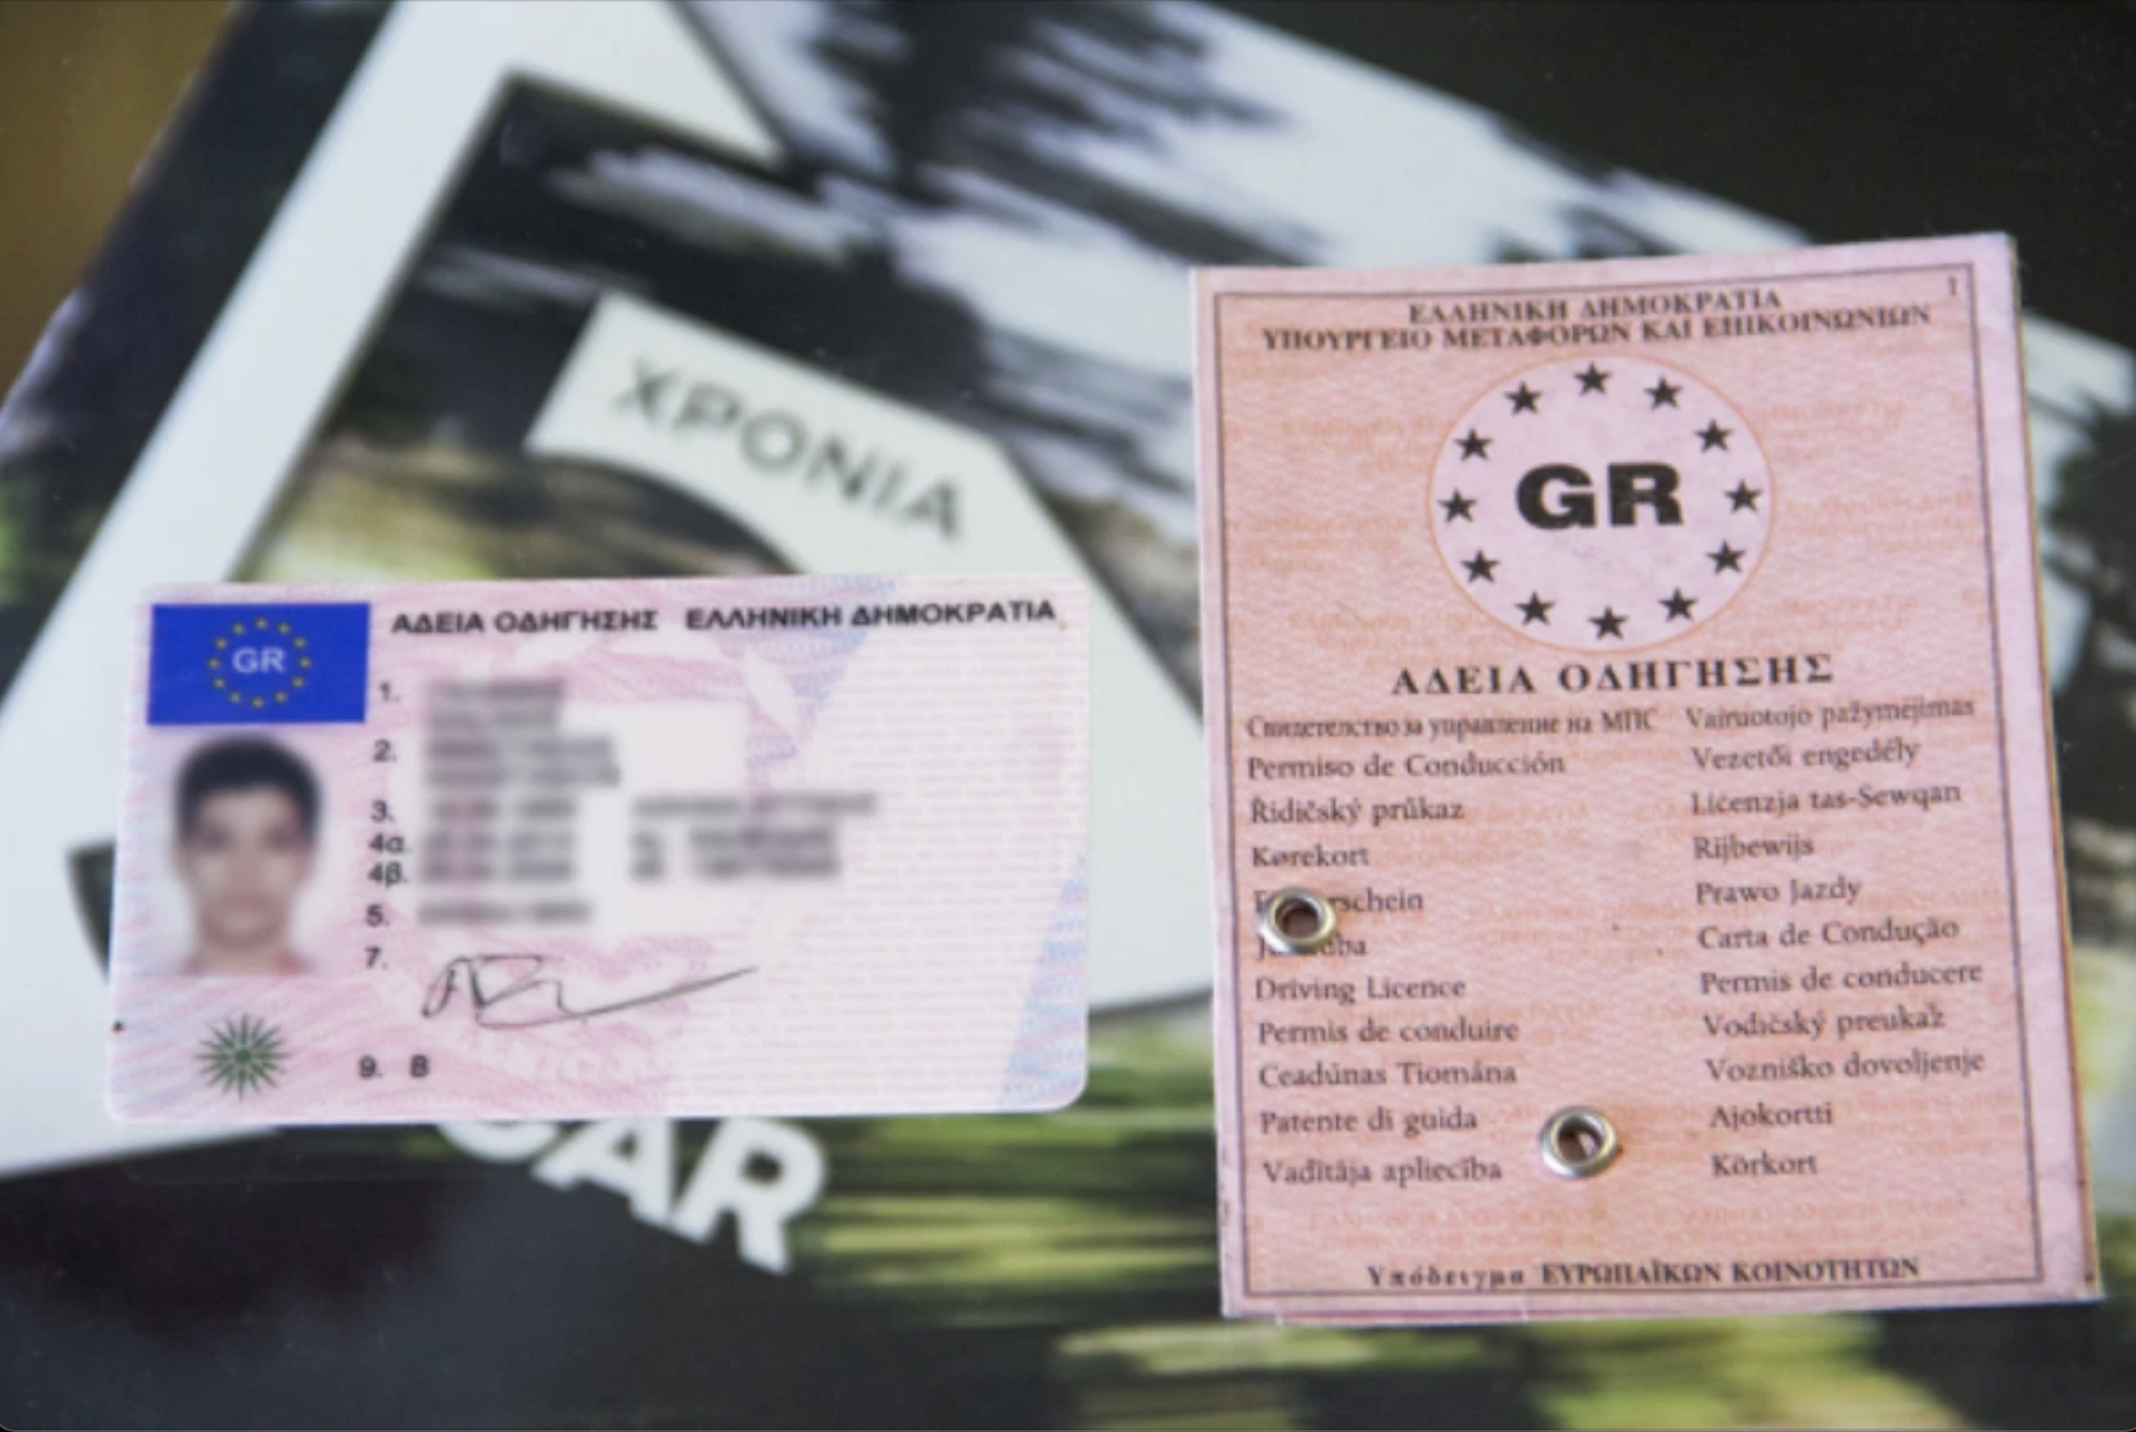 ΧΡΟΝΙΑ
CAR
ΑΔΕΙΑ ΟΔΗΓΗΣΗΣ ΕΛΛΗΝΙΚΗ ΔΗΜΟΚΡΑΤΙΑ
GR
1.
2.
3.
4α.
4β.
5.
7.
9. B
1
ΕΛΛΗΝΙΚΗ ΔΗΜΟΚΡΑΤΙΑ
ΥΠΟΥΡΓΕΙΟ ΜΕΤΑΦΟΡΩΝ ΚΑΙ ΕΠΙΚΟΙΝΩΝΙΩΝ
GR
ΑΔΕΙΑ ΟΔΗΓΗΣΗΣ
Свидетелство за управление на МПС Vairuotojo pažymėjimas
Permiso de Conducción Vezetői engedély
Řidičský průkaz Liċenzja tas-Sewqan
Kørekort Rijbewijs
rschein Prawo Jazdy
Carta de Condução
Driving Licence Permis de conducere
Permis de conduire Vodičský preukaž
Ceadúnas Tiomána Vozniško dovoljenje
Patente di guida Ajokortti
Vadītāja apliecība Körkort
Υπόδειγμα ΕΥΡΩΠΑΪΚΩΝ ΚΟΙΝΟΤΗΤΩΝ